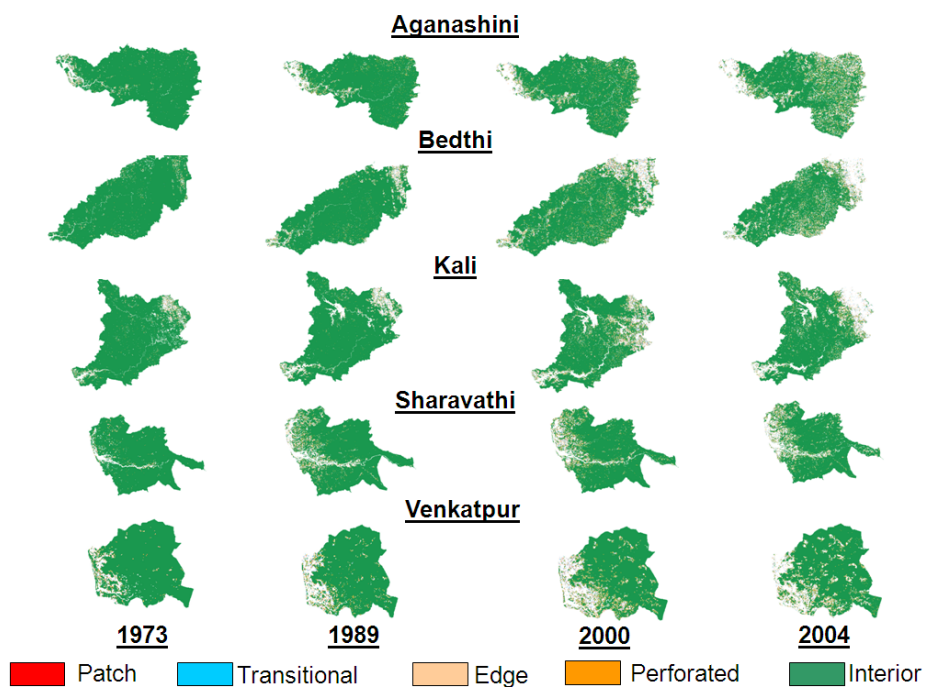 Aganashini
Bedthi
Kali
Sharavathi
Venkatpur
1973 1989 2000 2004
Patch Transitional Edge Perforated Interior